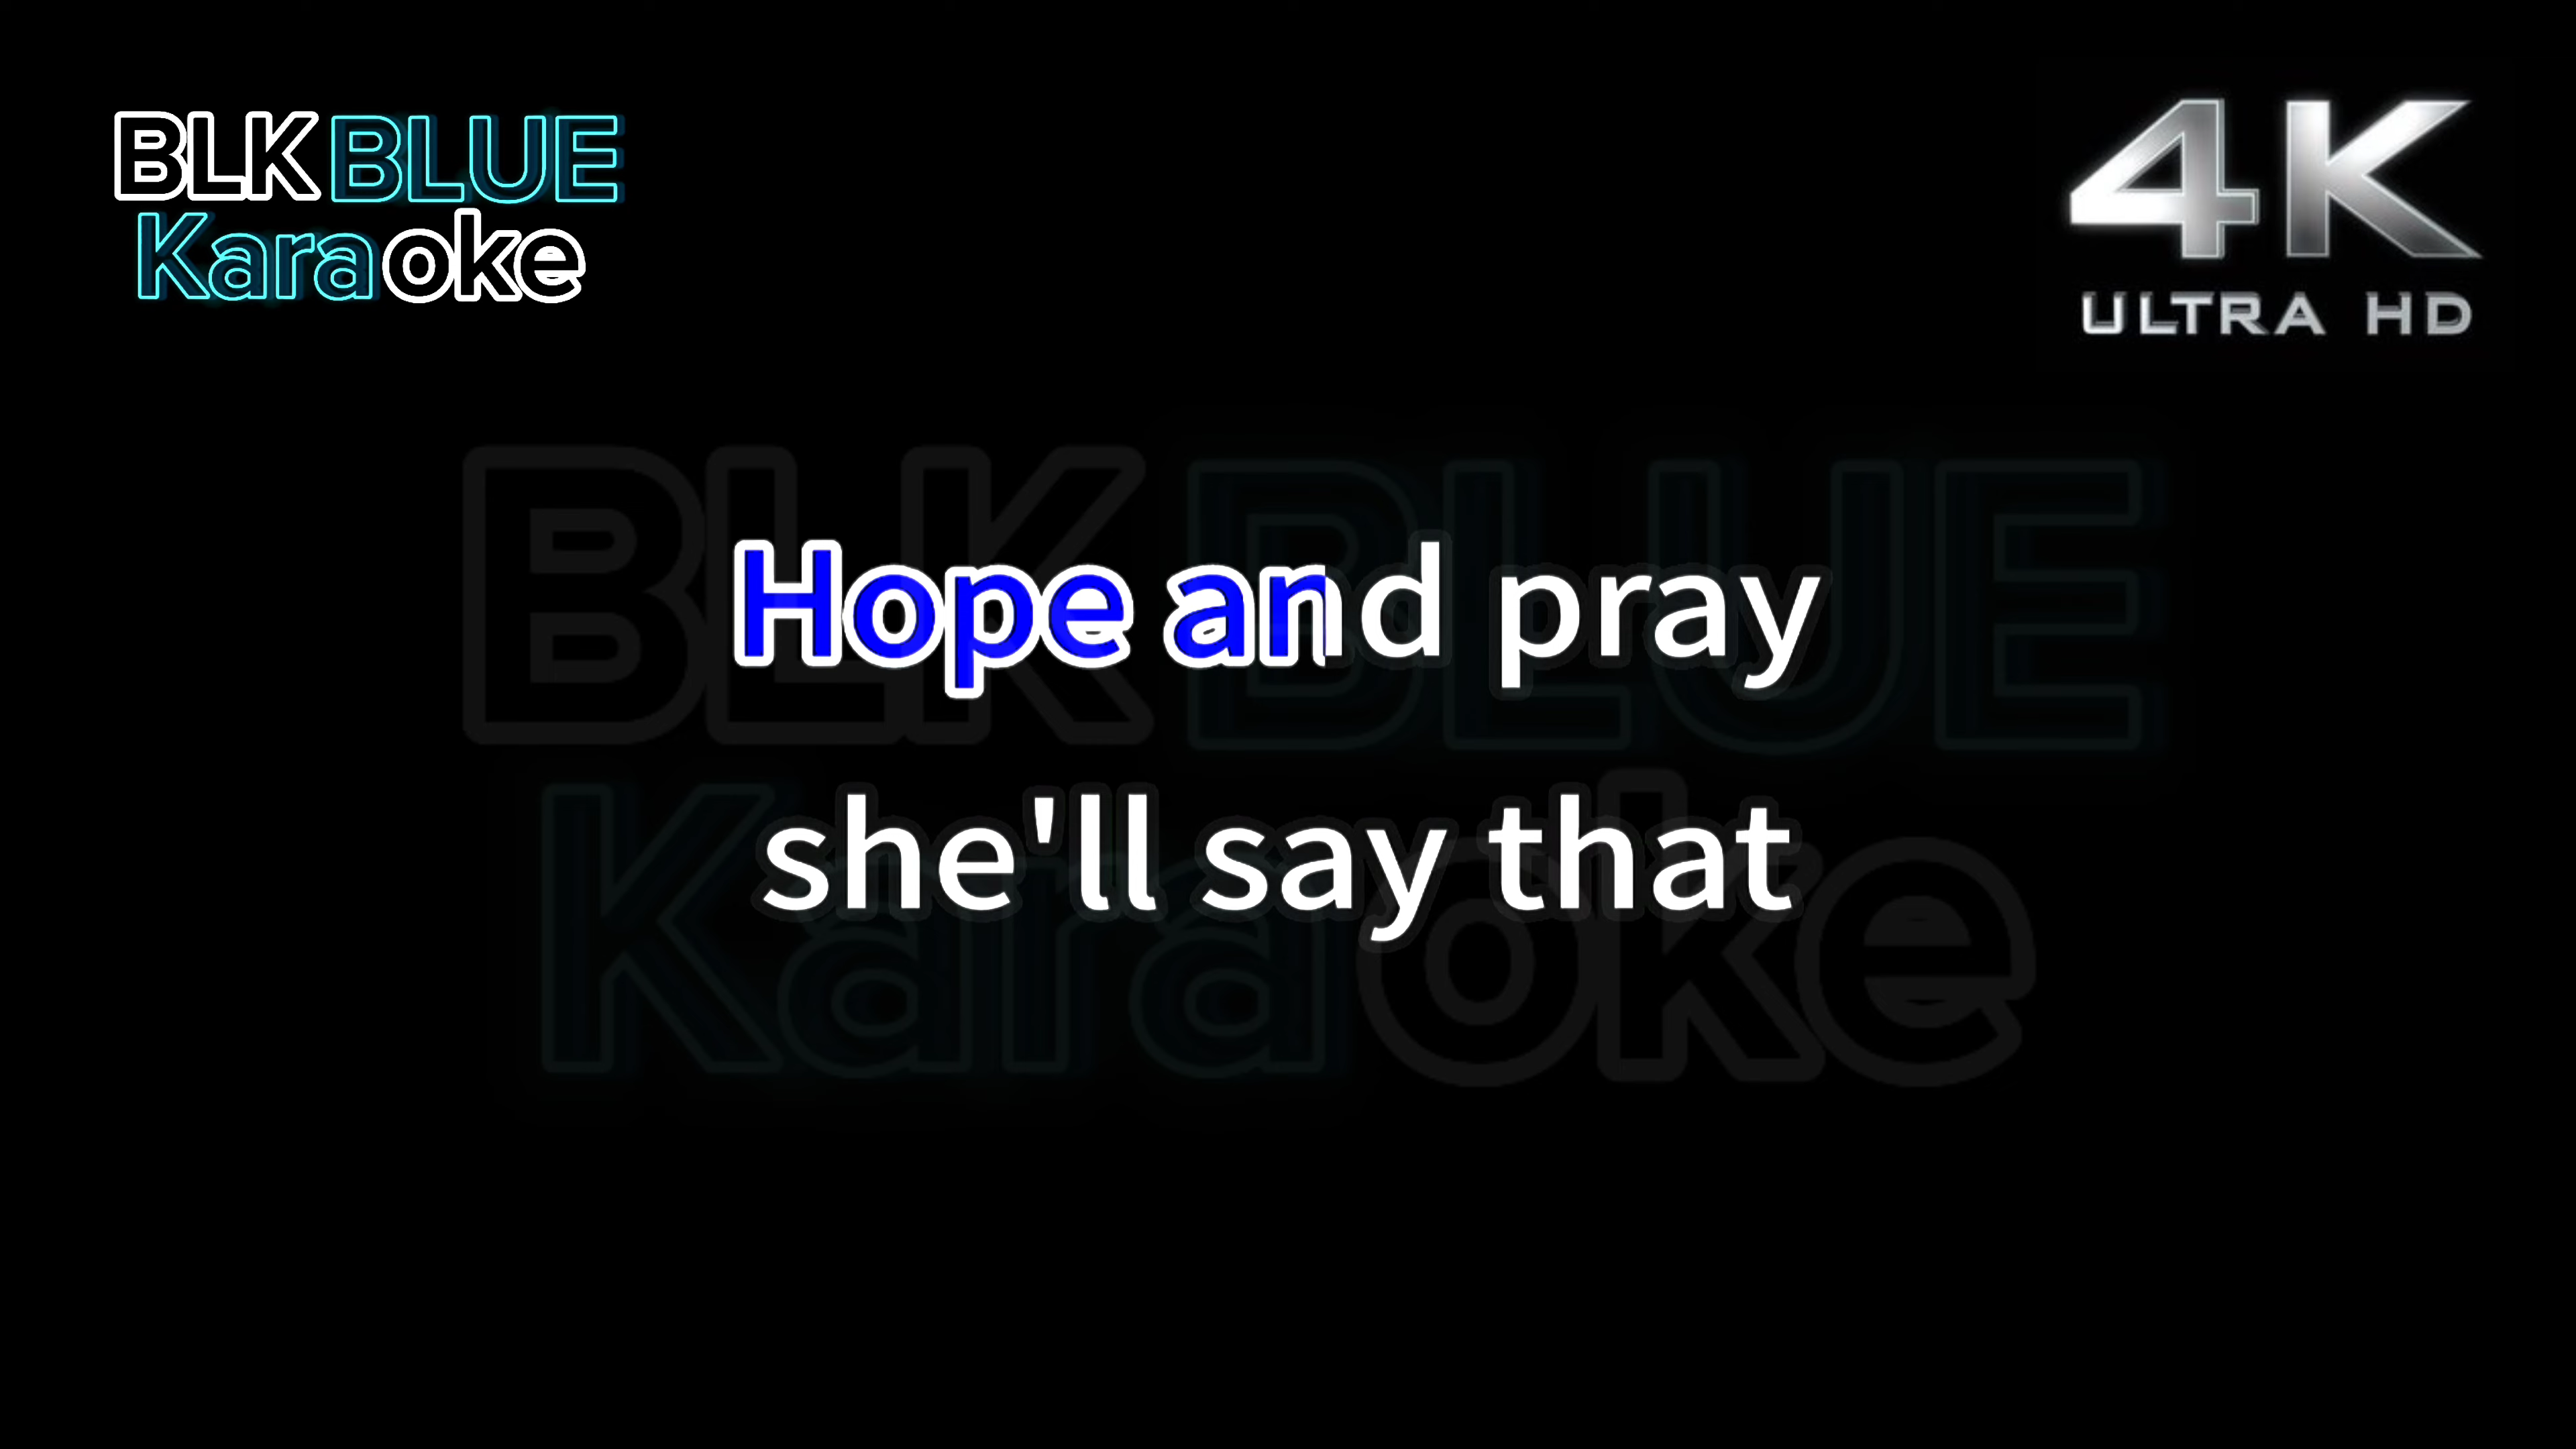 BLK BLUE
Karaoke
4K
ULTRA HD
BLK BLUE
Karaoke
Hope and pray
she'll say that